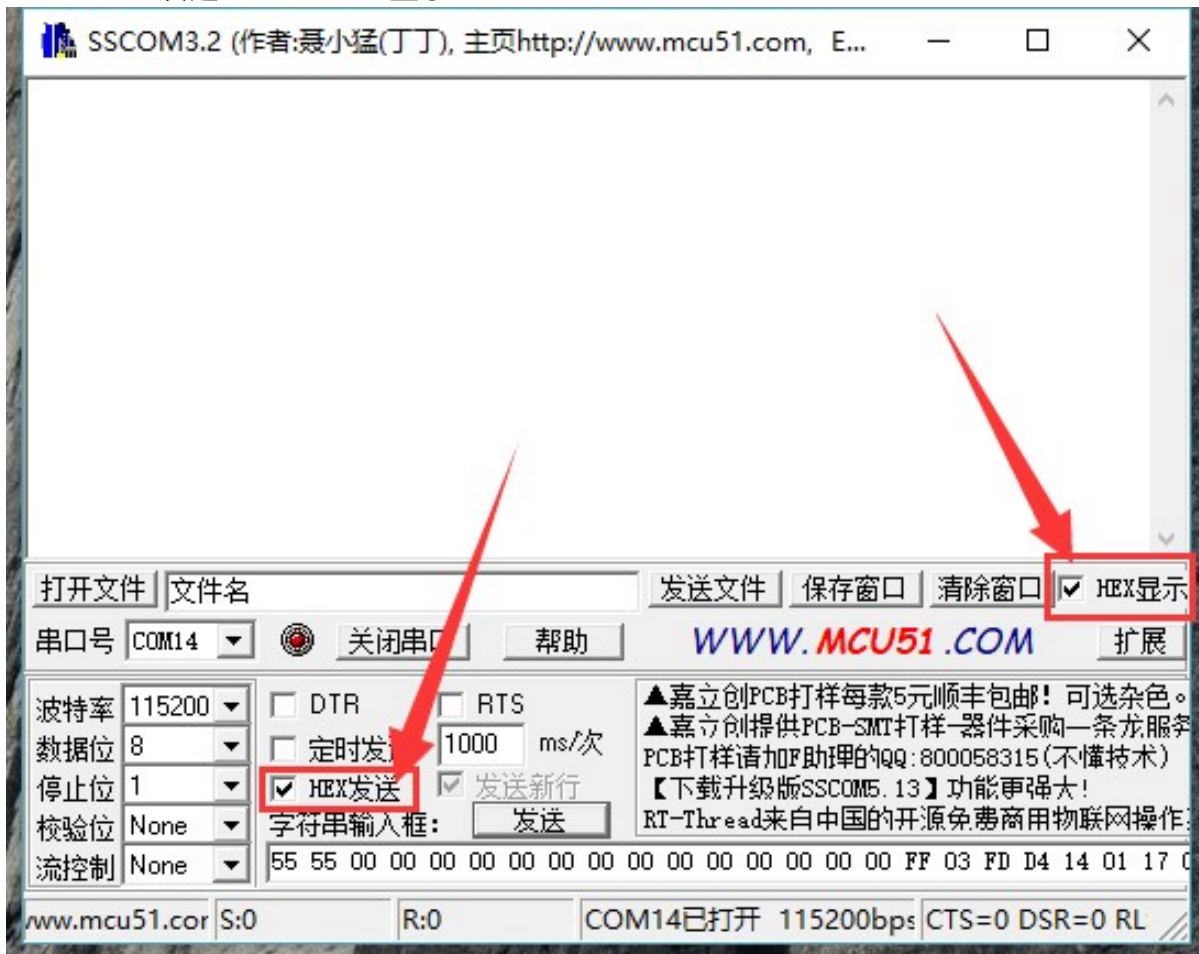 SSCOM3.2 (作者:聂小猛(丁丁), 主页http://www.mcu51.com, E...
打开文件 文件名 发送文件 保存窗口 清除窗口 HEX显示
串口号 COM14 关闭串口 帮助 WWW.MCU51.COM 扩展
波特率 115200 DTR RTS
数据位 8 定时发送 1000 ms/次
停止位 1 HEX发送 发送新行
校验位 None 字符串输入框: 发送
流控制 None 55 55 00 00 00 00 00 00 00 00 00 00 00 00 00 00 FF 03 FD D4 14 01 17
▲嘉立创PCB打样每款5元顺丰包邮!可选杂色。
▲嘉立创提供PCB-SMT打样-器件采购一条龙服务
PCB打样请加F助理的QQ:800058315(不懂技术)
【下载升级版SSCOM5.13】功能更强大!
RT-Thread来自中国的开源免费商用物联网操作
www.mcu51.cor S:0 R:0 COM14已打开 115200bps CTS=0 DSR=0 RL